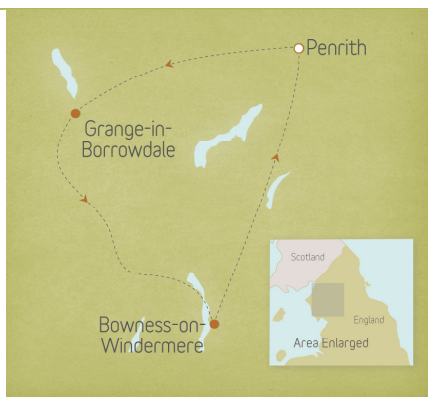 Penrith
Grange-in-
Borrowdale
Bowness-on-
Windermere
Scotland
England
Area Enlarged